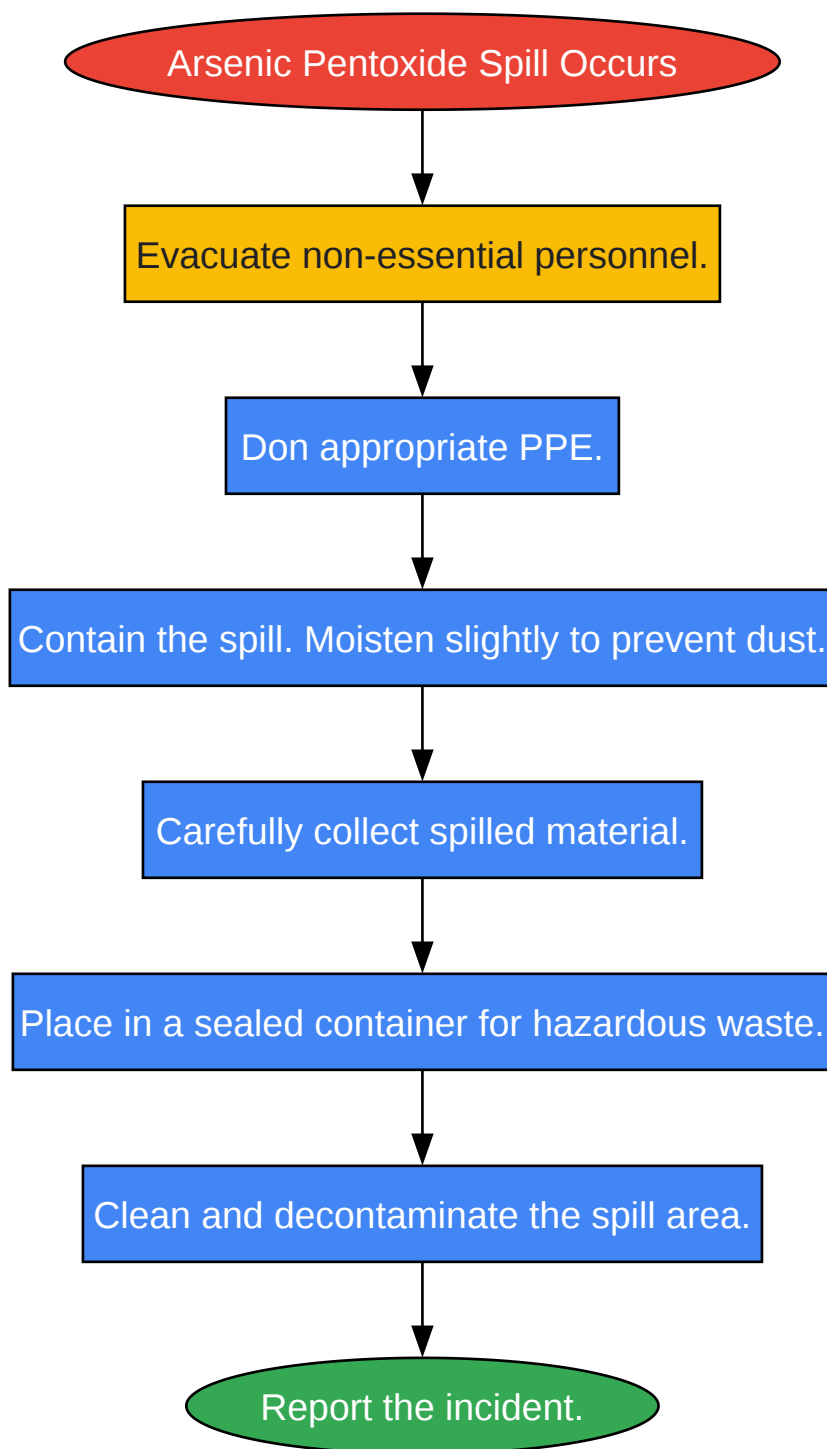 Arsenic Pentoxide Spill Occurs
Evacuate non-essential personnel.
Don appropriate PPE.
Contain the spill. Moisten slightly to prevent dust.
Carefully collect spilled material.
Place in a sealed container for hazardous waste.
Clean and decontaminate the spill area.
Report the incident.